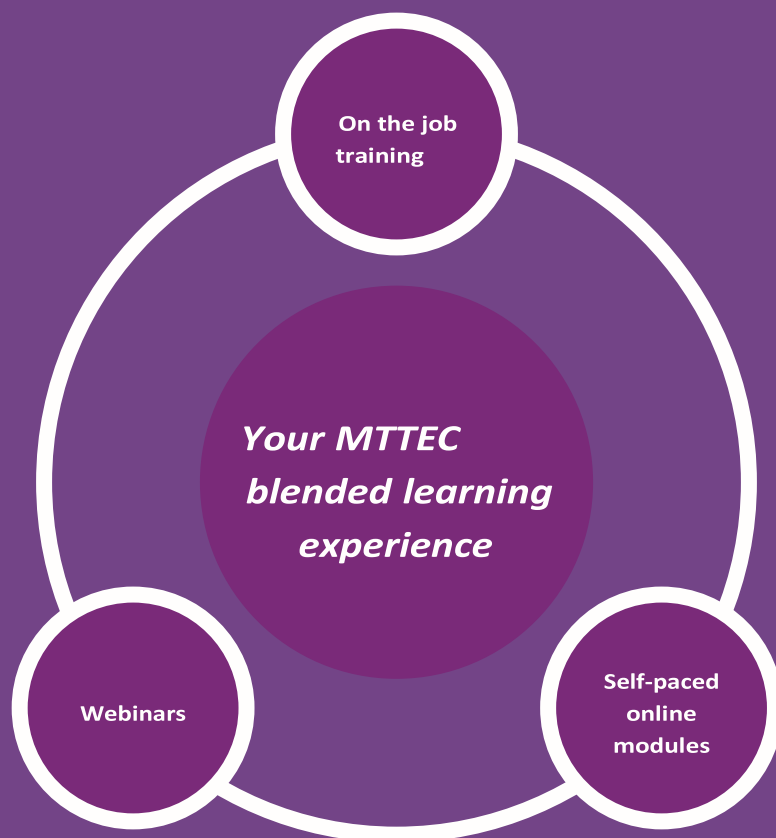 On the job
training
Your MTTEC
blended learning
experience
Webinars
Self-paced
online
modules